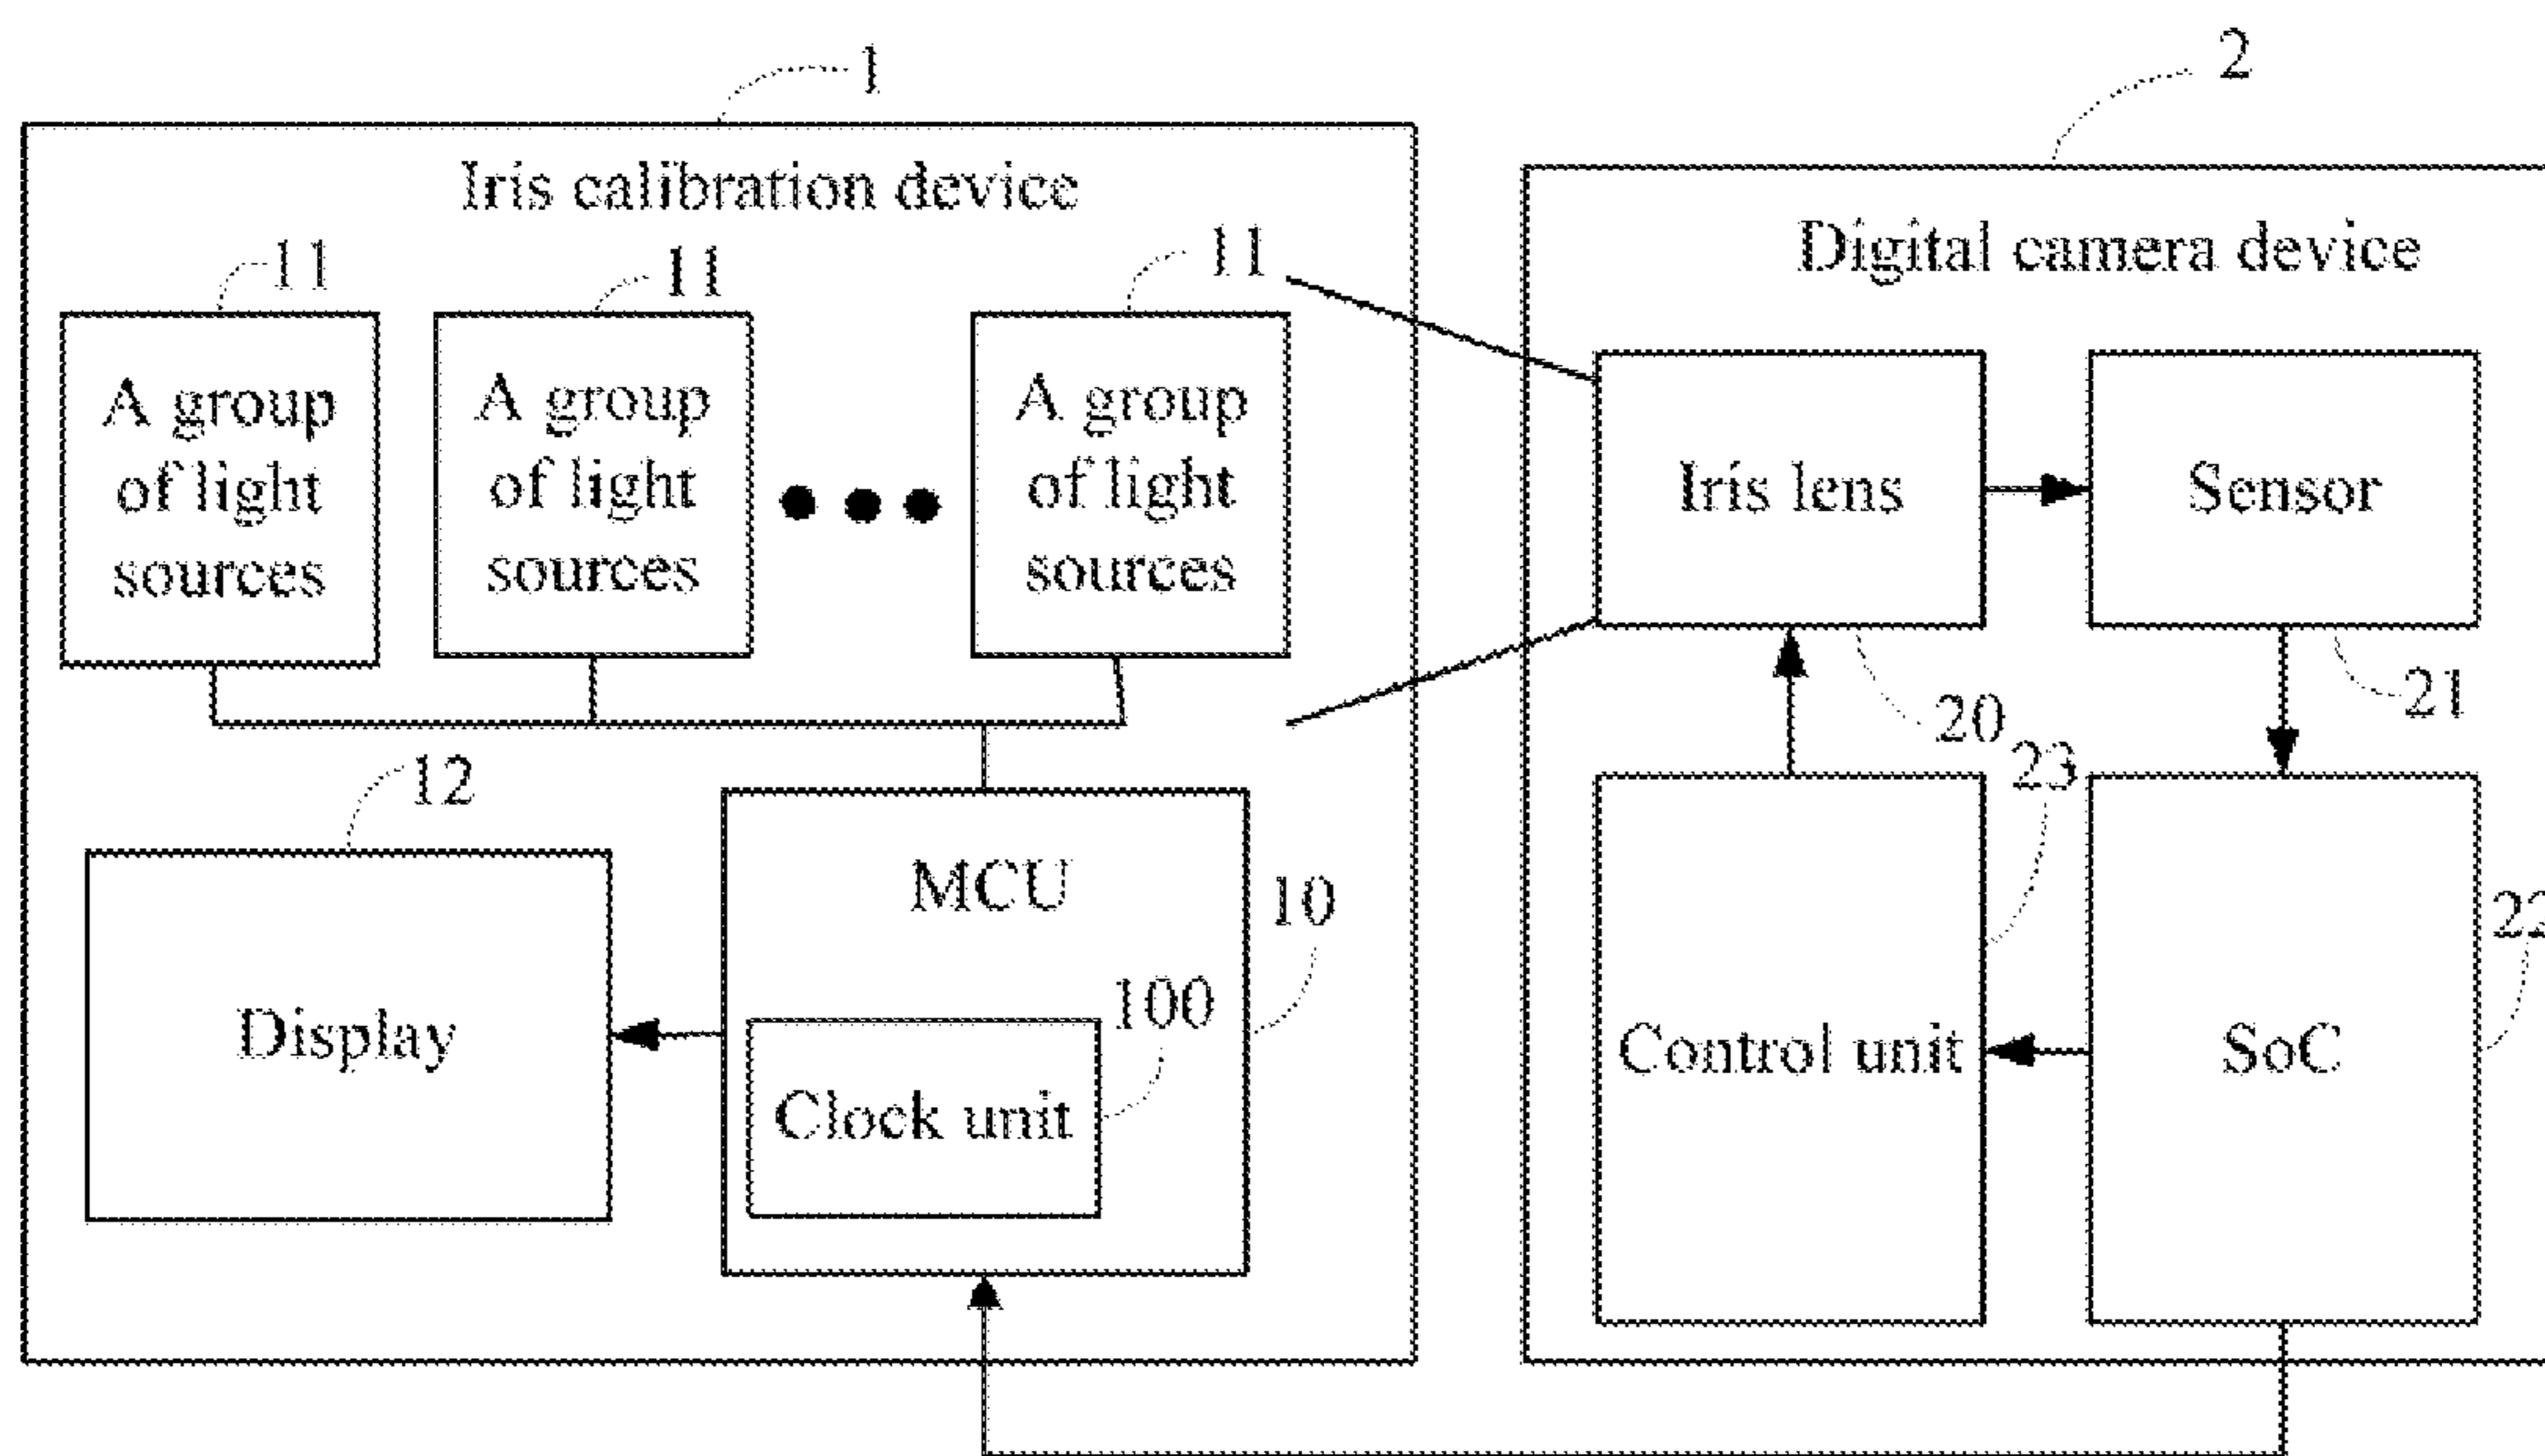 1
2
Iris calibration device
Digital camera device
11
11
11
A group
of light
sources
A group
of light
sources
A group
of light
sources
Iris lens
Sensor
20
21
12
23
MCU
10
22
Display
100
Clock unit
Control unit
SoC